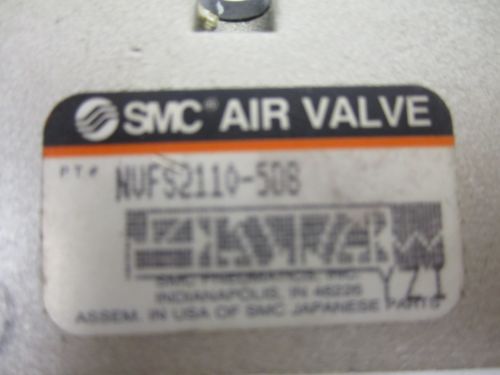 SMC® AIR VALVE
PT# NVFS2110-5DB
SMC PNEUMATICS, INC.
INDIANAPOLIS, IN 46226
ASSEM. IN USA OF SMC JAPANESE PARTS
YZI